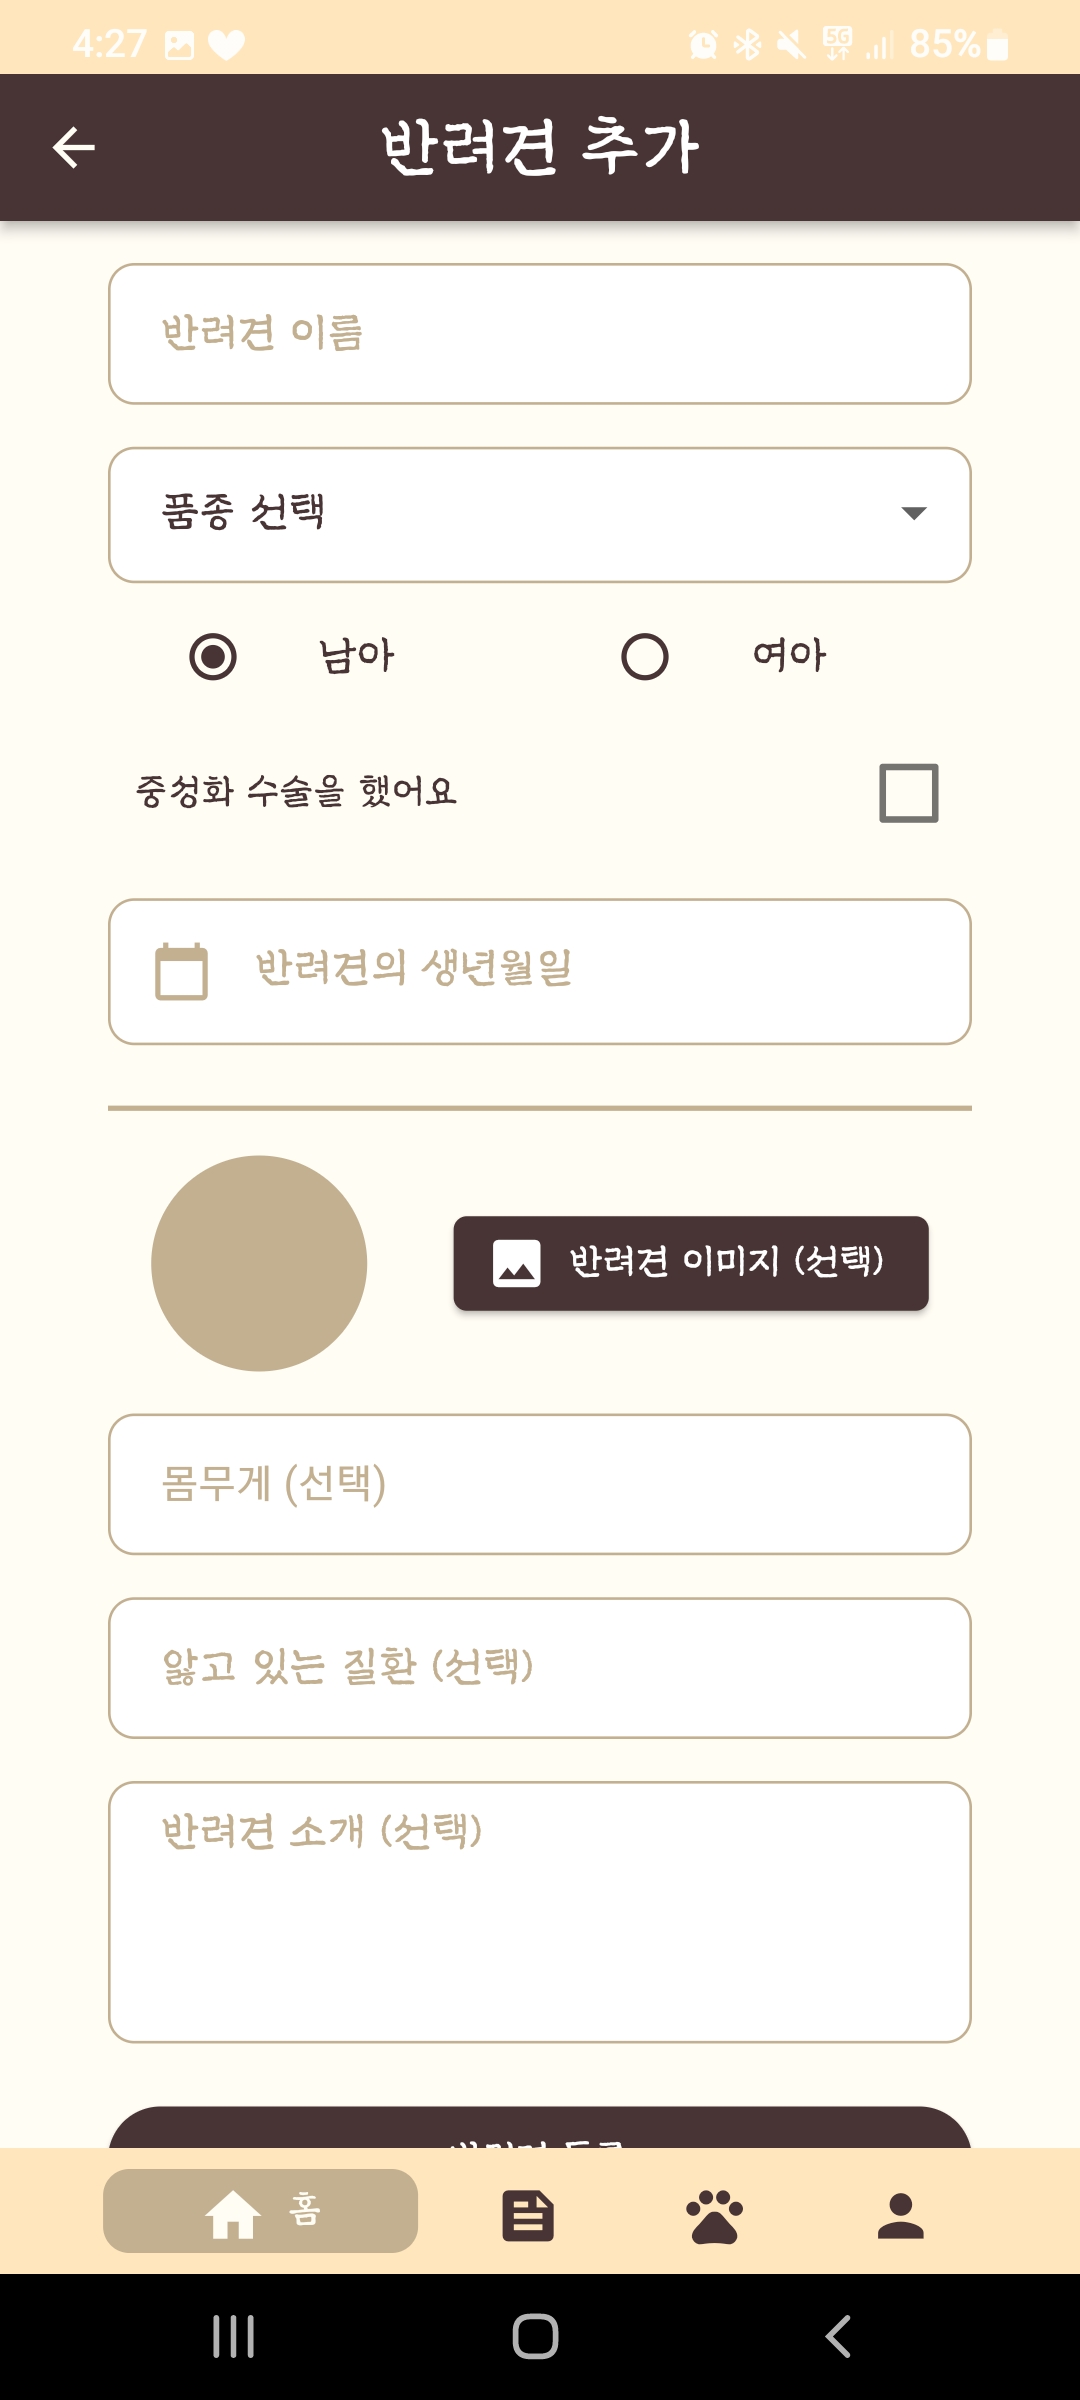 4:27 5G 85%
반려견 추가
반려견 이름
품종 선택
남아 여아
중성화 수술을 했어요
반려견의 생년월일
반려견 이미지 (선택)
몸무게 (선택)
앓고 있는 질환 (선택)
반려견 소개 (선택)
홈